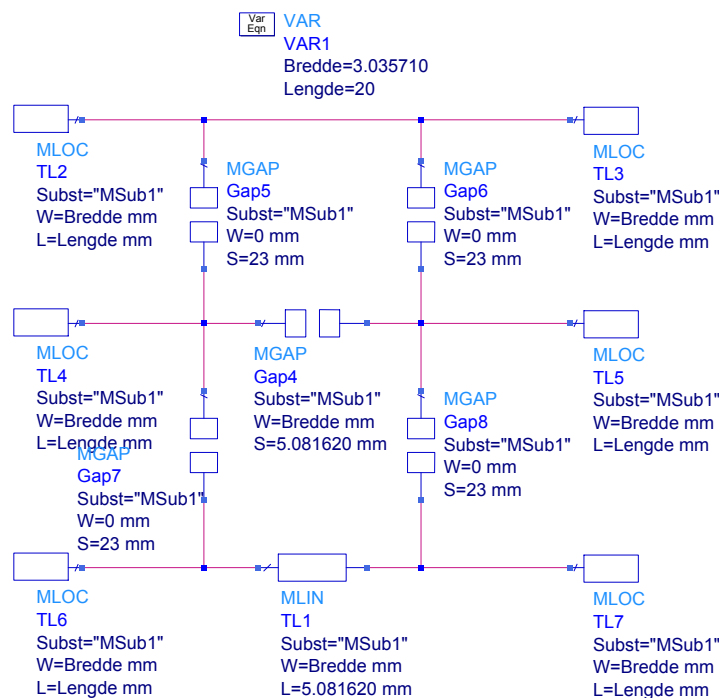 Var
Eqn
VAR
VAR1
Bredde=3.035710
Lengde=20
MLOC
TL2
Subst="MSub1"
W=Bredde mm
L=Lengde mm
MGAP
Gap5
Subst="MSub1"
W=0 mm
S=23 mm
MGAP
Gap6
Subst="MSub1"
W=0 mm
S=23 mm
MLOC
TL3
Subst="MSub1"
W=Bredde mm
L=Lengde mm
MLOC
TL4
Subst="MSub1"
W=Bredde mm
L=Lengde mm
MGAP
Gap4
Subst="MSub1"
W=Bredde mm
S=5.081620 mm
MLOC
TL5
Subst="MSub1"
W=Bredde mm
L=Lengde mm
MGAP
Gap7
Subst="MSub1"
W=0 mm
S=23 mm
MGAP
Gap8
Subst="MSub1"
W=0 mm
S=23 mm
MLOC
TL6
Subst="MSub1"
W=Bredde mm
L=Lengde mm
MLIN
TL1
Subst="MSub1"
W=Bredde mm
L=5.081620 mm
MLOC
TL7
Subst="MSub1"
W=Bredde mm
L=Lengde mm